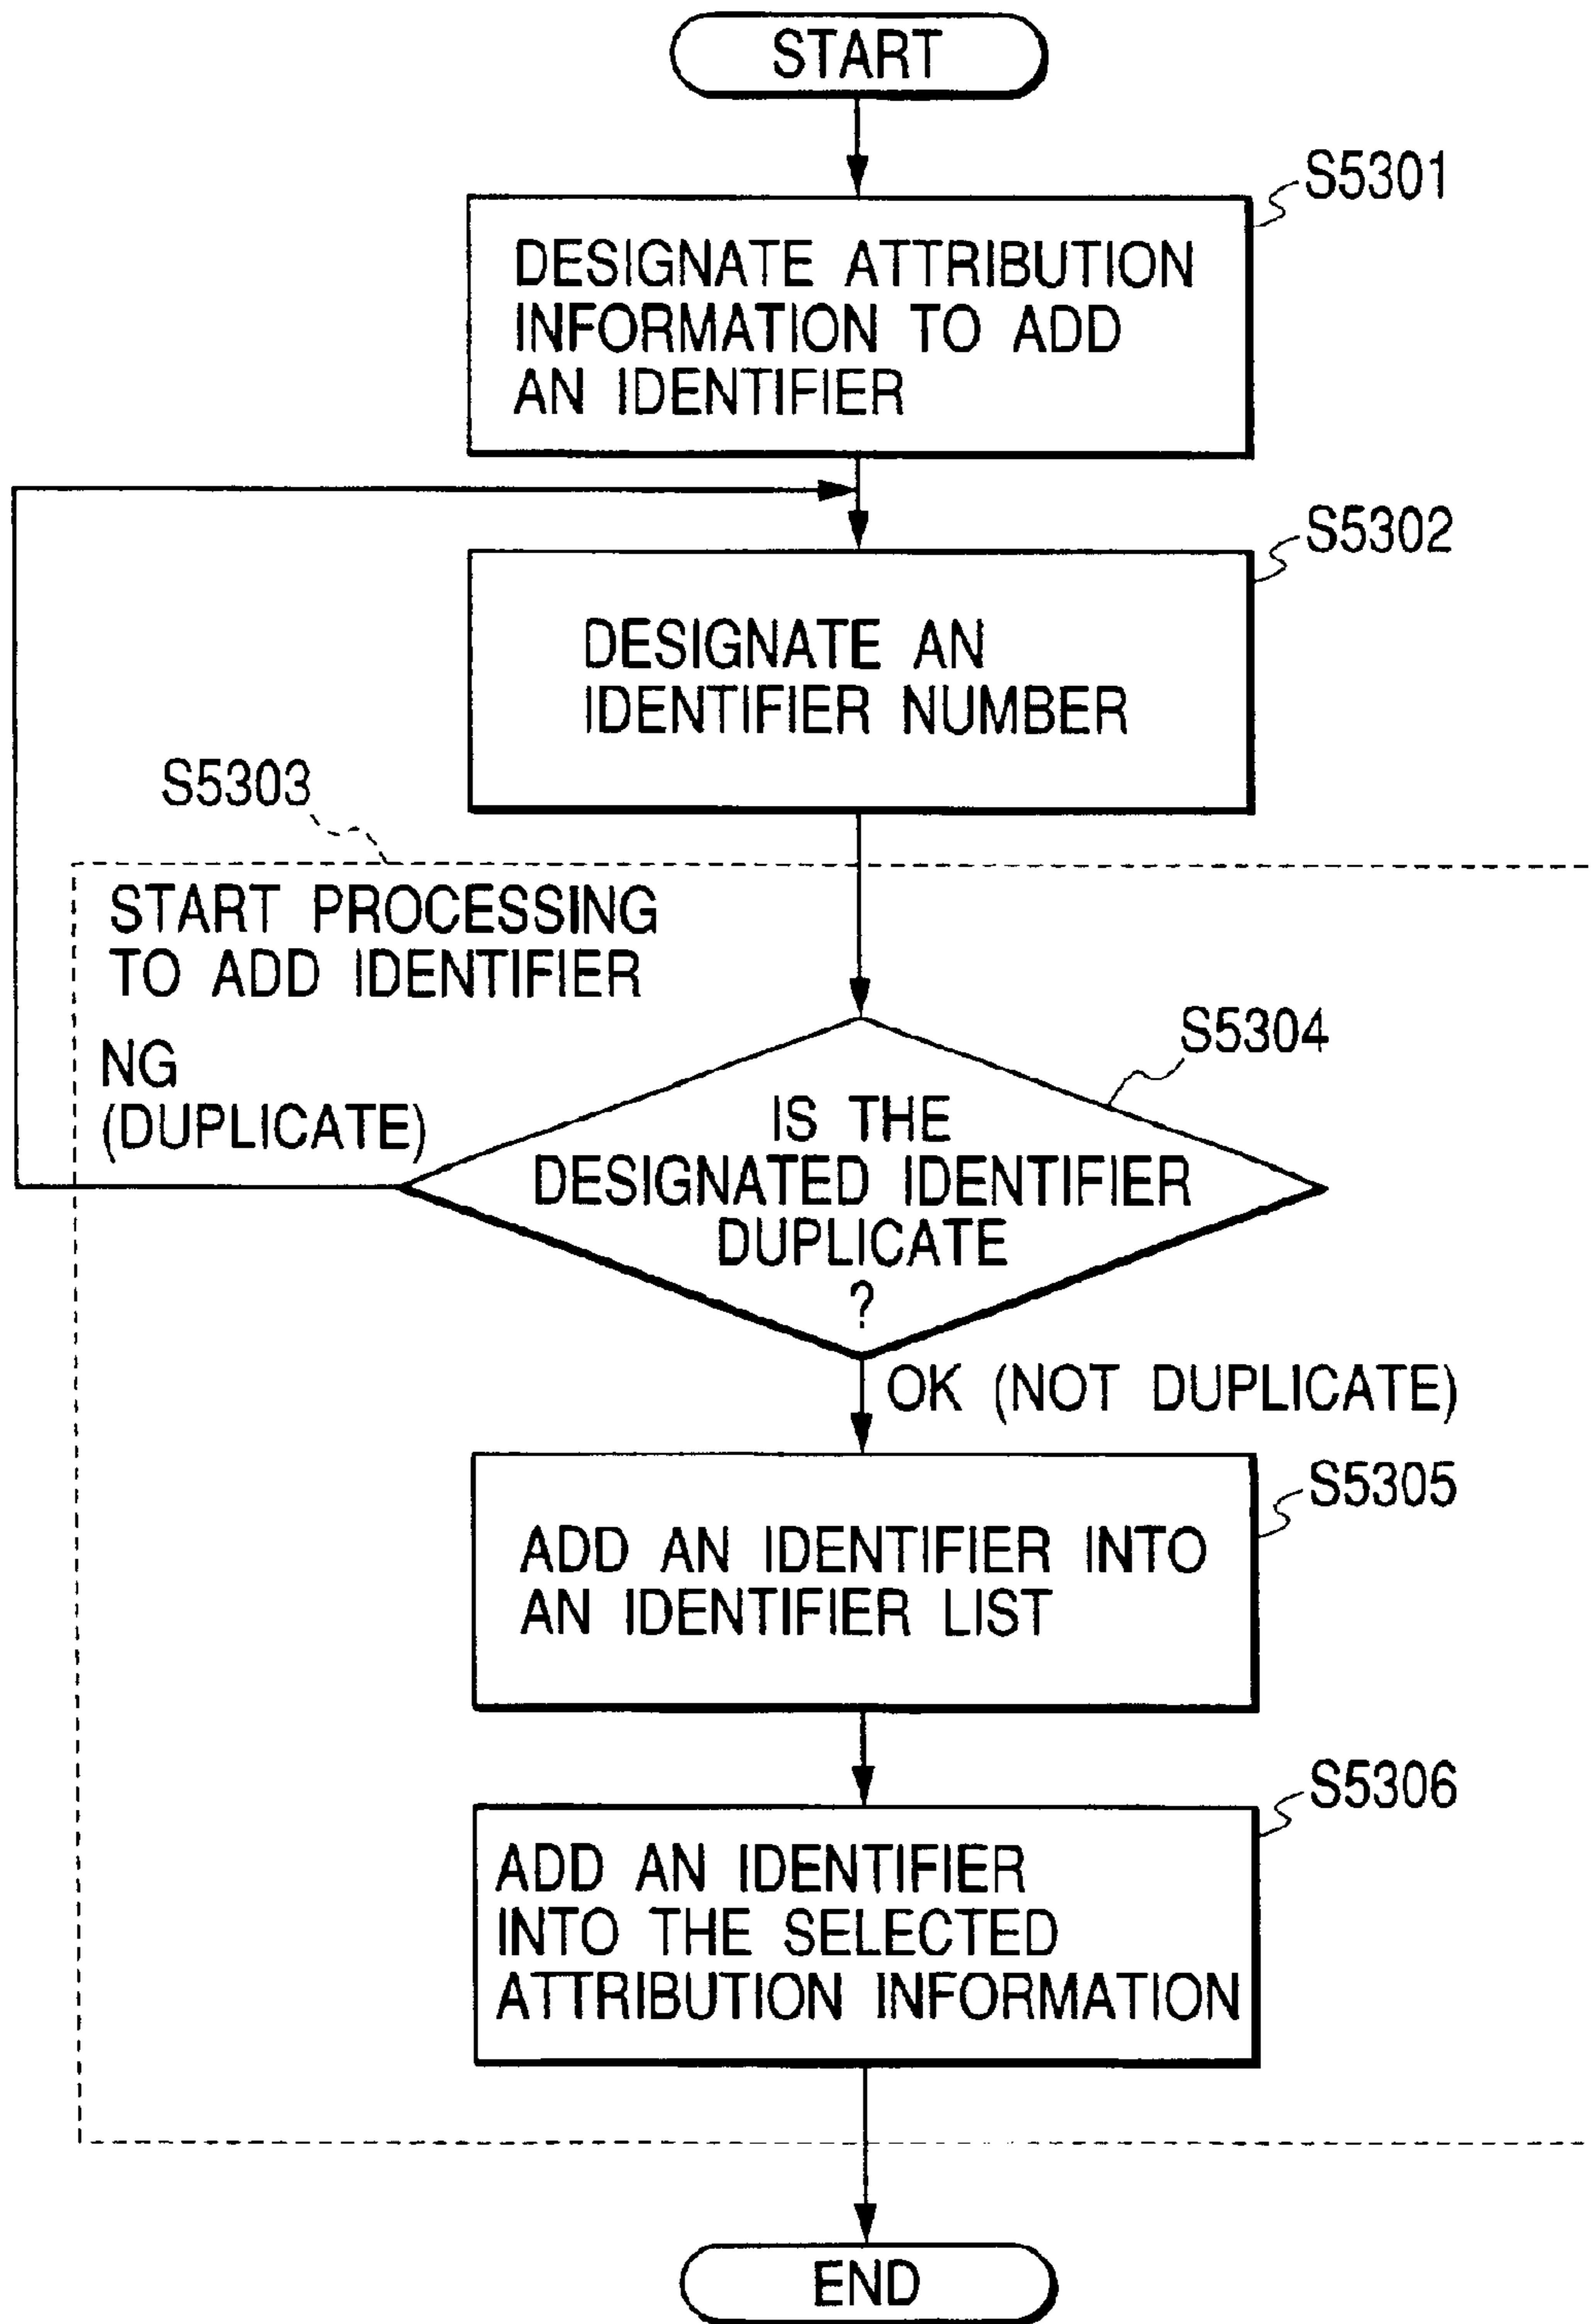 START
S5301
DESIGNATE ATTRIBUTION
INFORMATION TO ADD
AN IDENTIFIER
S5302
DESIGNATE AN
IDENTIFIER NUMBER
S5303
START PROCESSING
TO ADD IDENTIFIER
NG
(DUPLICATE)
S5304
IS THE
DESIGNATED IDENTIFIER
DUPLICATE
?
OK (NOT DUPLICATE)
S5305
ADD AN IDENTIFIER INTO
AN IDENTIFIER LIST
S5306
ADD AN IDENTIFIER
INTO THE SELECTED
ATTRIBUTION INFORMATION
END